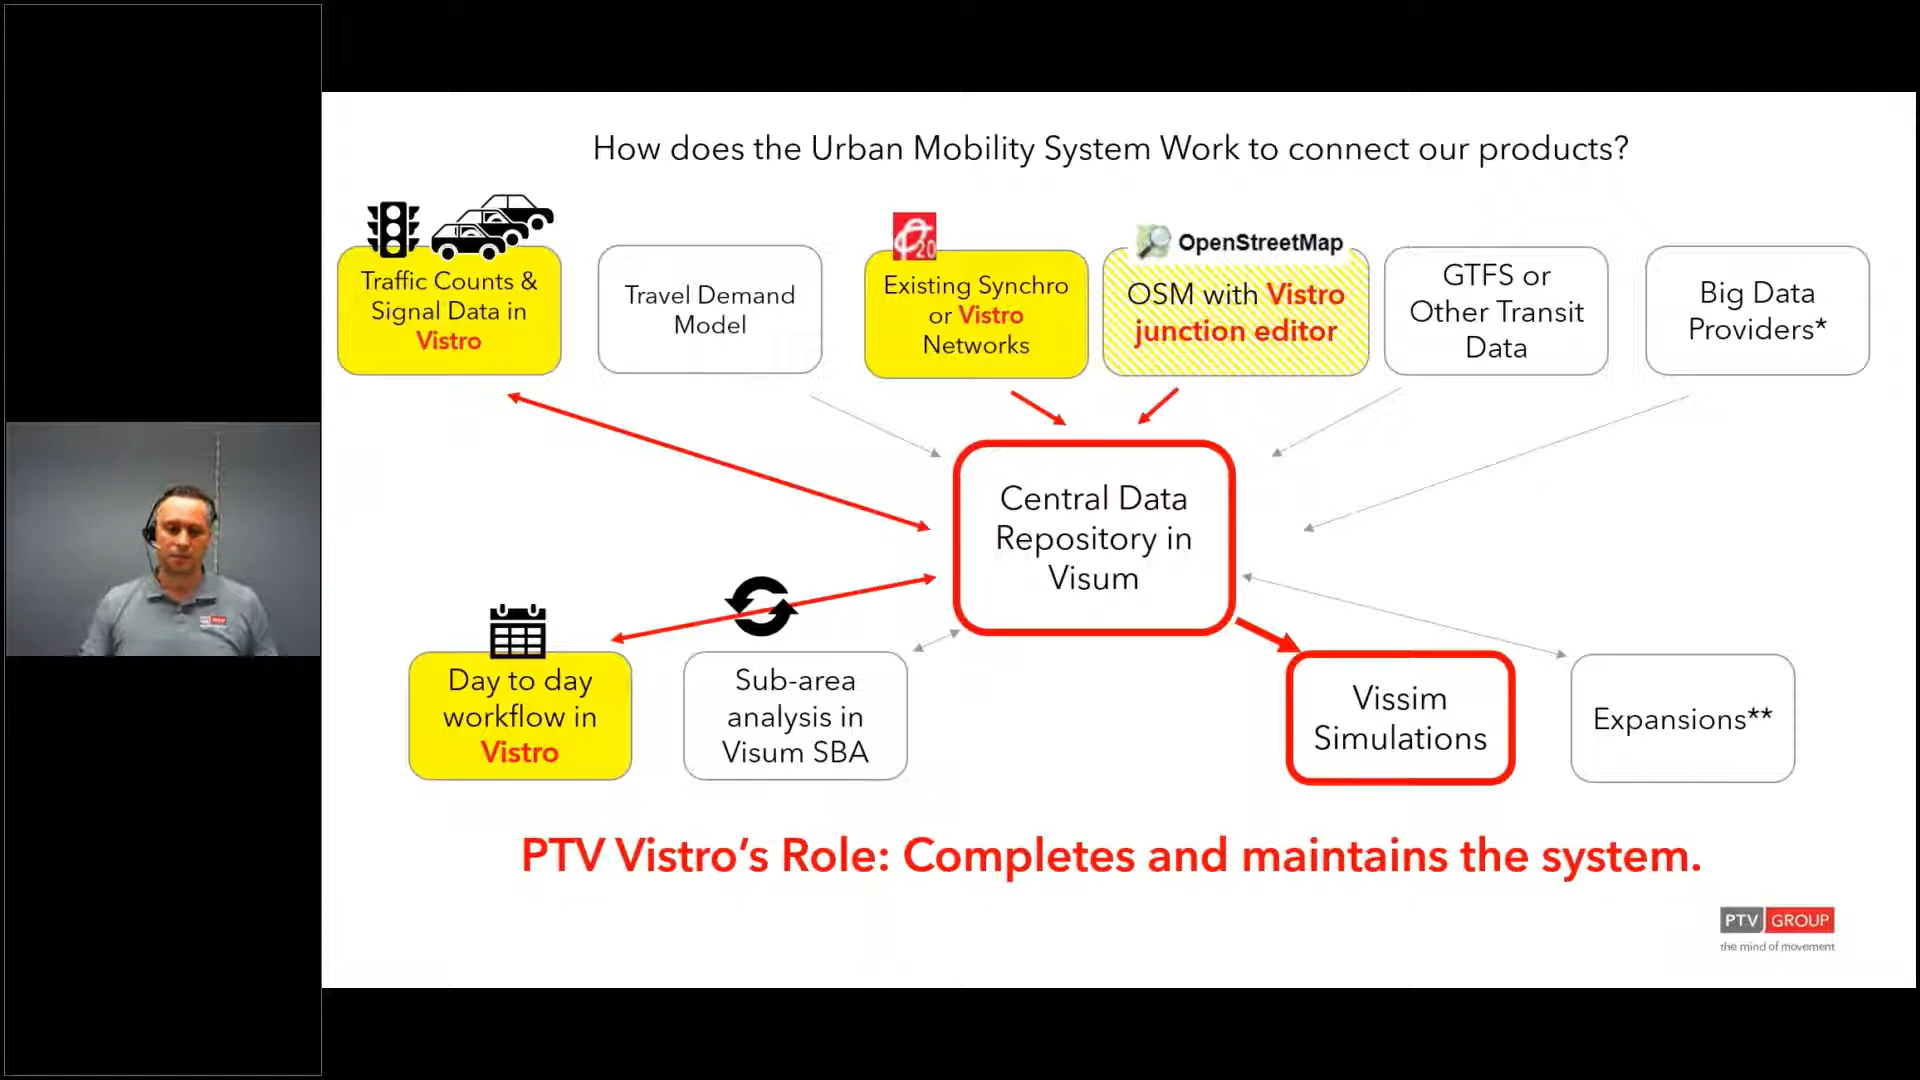 How does the Urban Mobility System Work to connect our products?
Traffic Counts &
Signal Data in
Vistro
Travel Demand
Model
20
Existing Synchro
or Vistro
Networks
OpenStreetMap
OSM with Vistro
junction editor
GTFS or
Other Transit
Data
Big Data
Providers*
Central Data
Repository in
Visum
Day to day
workflow in
Vistro
Sub-area
analysis in
Visum SBA
Vissim
Simulations
Expansions**
PTV Vistro's Role: Completes and maintains the system.
PTV GROUP
the mind of movement